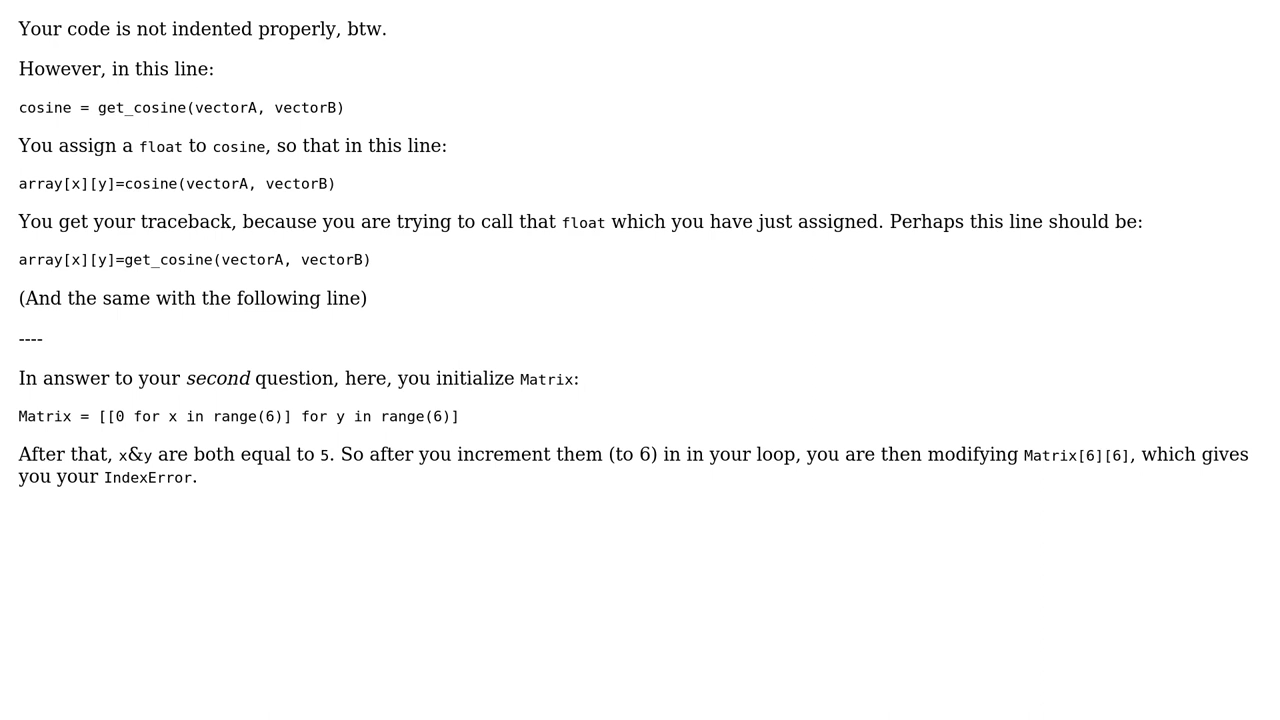 Your code is not indented properly, btw.
However, in this line:
cosine = get_cosine(vectorA, vectorB)
You assign a float to cosine, so that in this line:
array[x][y]=cosine(vectorA, vectorB)
You get your traceback, because you are trying to call that float which you have just assigned. Perhaps this line should be:
array[x][y]=get_cosine(vectorA, vectorB)
(And the same with the following line)
----
In answer to your second question, here, you initialize Matrix:
Matrix = [[0 for x in range(6)] for y in range(6)]
After that, x&y are both equal to 5. So after you increment them (to 6) in in your loop, you are then modifying Matrix[6][6], which gives
you your IndexError.